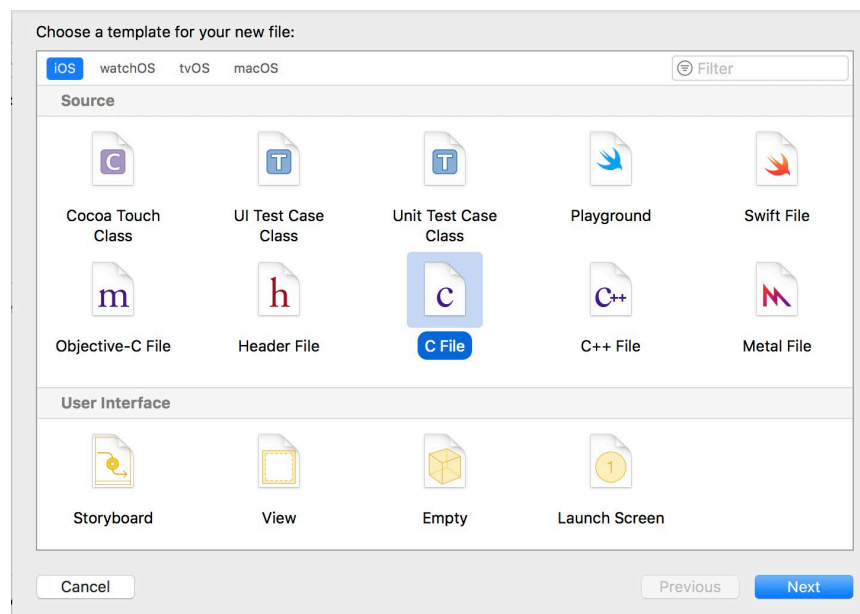 Choose a template for your new file:
iOS watchOS tvOS macOS Filter
Source
C T T
Cocoa Touch Class UI Test Case Class Unit Test Case Class Playground Swift File
m h c C++
Objective-C File Header File C File C++ File Metal File
User Interface
1
Storyboard View Empty Launch Screen
Cancel Previous Next